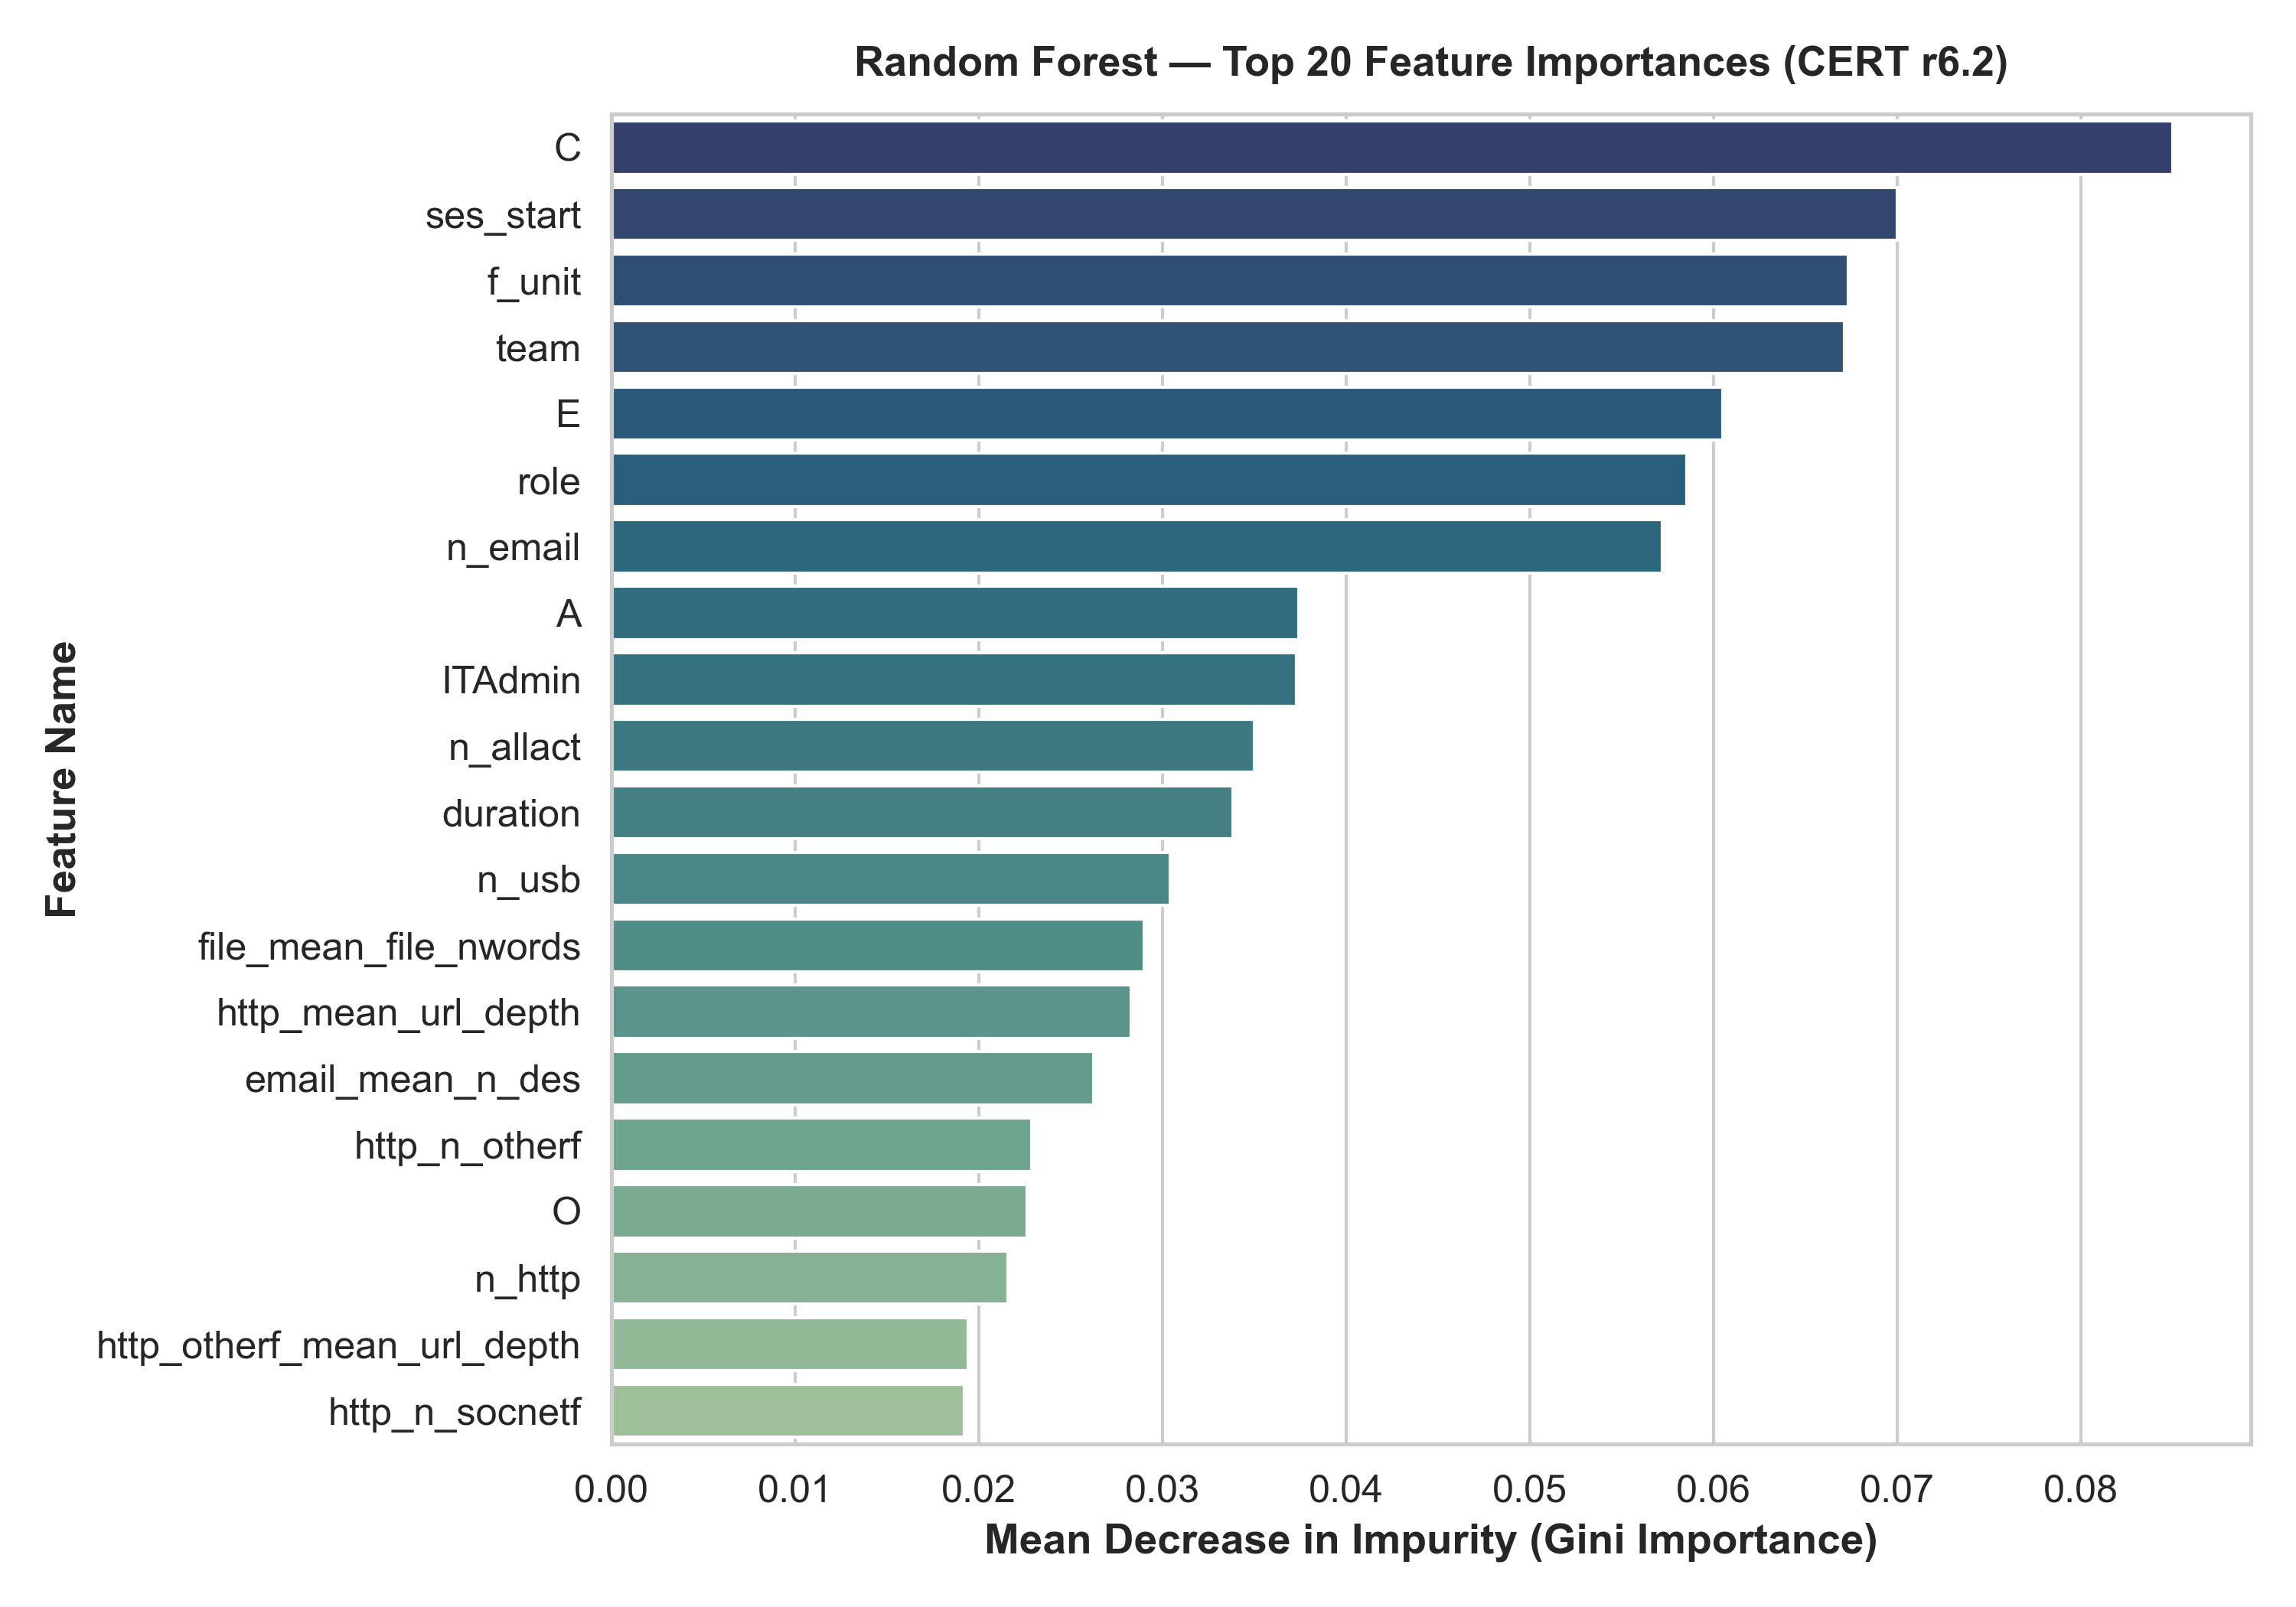 Random Forest — Top 20 Feature Importances (CERT r6.2)
Feature Name
C
ses_start
f_unit
team
E
role
n_email
A
ITAdmin
n_allact
duration
n_usb
file_mean_file_nwords
http_mean_url_depth
email_mean_n_des
http_n_otherf
O
n_http
http_otherf_mean_url_depth
http_n_socnetf
0.00 0.01 0.02 0.03 0.04 0.05 0.06 0.07 0.08
Mean Decrease in Impurity (Gini Importance)